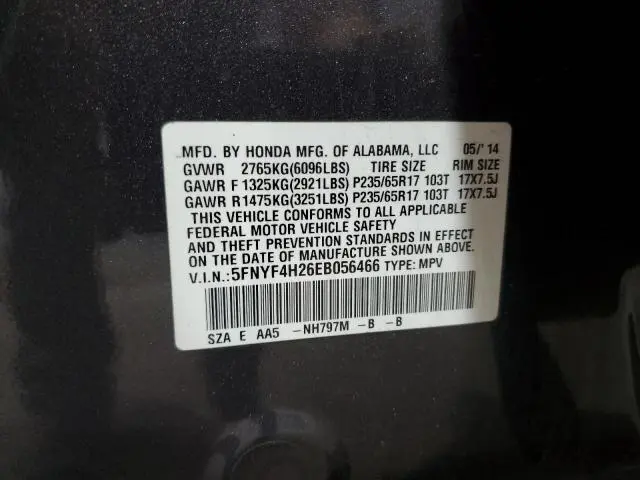 MFD. BY HONDA MFG. OF ALABAMA, LLC 05/'14
GVWR 2765KG(6096LBS) TIRE SIZE RIM SIZE
GAWR F 1325KG(2921LBS) P235/65R17 103T 17X7.5J
GAWR R1475KG(3251LBS) P235/65R17 103T 17X7.5J
THIS VEHICLE CONFORMS TO ALL APPLICABLE
FEDERAL MOTOR VEHICLE SAFETY
AND THEFT PREVENTION STANDARDS IN EFFECT
ON THE DATE OF MANUFACTURE SHOWN ABOVE.
V.I.N.:5FNYF4H26EB056466 TYPE: MPV
SZA E AA5 -NH797M -B -B